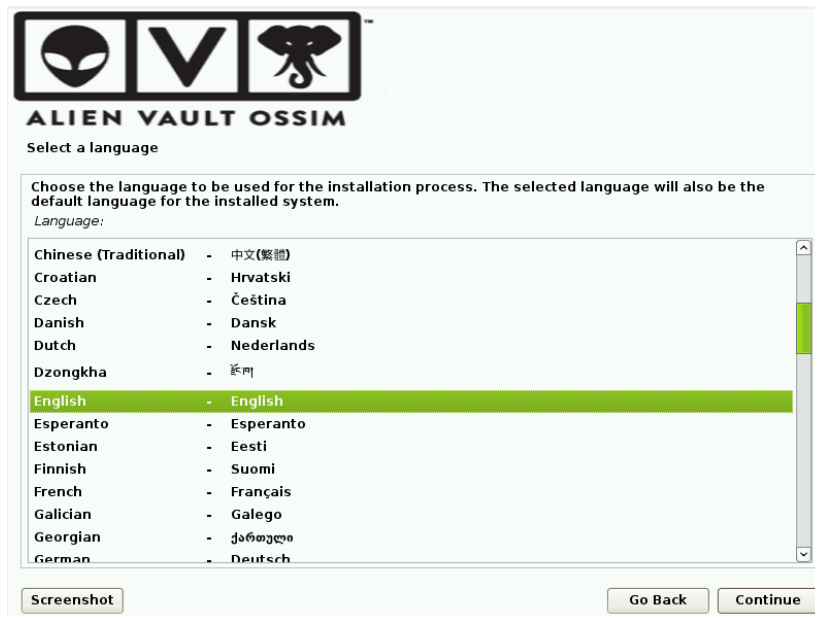 ALIEN VAULT OSSIM
Select a language
Choose the language to be used for the installation process. The selected language will also be the
default language for the installed system.
Language:
Chinese (Traditional) - 中文(繁體)
Croatian - Hrvatski
Czech - Čeština
Danish - Dansk
Dutch - Nederlands
Dzongkha - རྫོང་ཁ།
English - English
Esperanto - Esperanto
Estonian - Eesti
Finnish - Suomi
French - Français
Galician - Galego
Georgian - ქართული
German - Deutsch
Screenshot Go Back Continue